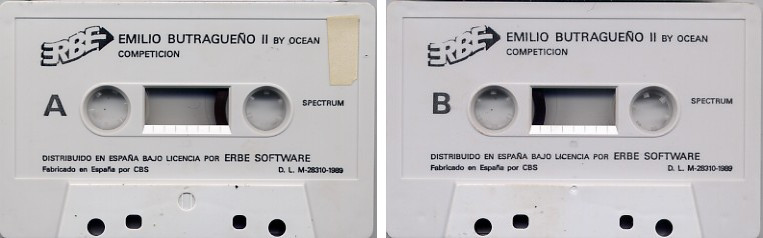 ERBE
EMILIO BUTRAGUEÑO II BY OCEAN
COMPETICION
A
SPECTRUM
DISTRIBUIDO EN ESPAÑA BAJO LICENCIA POR ERBE SOFTWARE
Fabricado en España por CBS D. L. M-28310-1989
ERBE
EMILIO BUTRAGUEÑO II BY OCEAN
COMPETICION
B
SPECTRUM
DISTRIBUIDO EN ESPAÑA BAJO LICENCIA POR ERBE SOFTWARE
Fabricado en España por CBS D. L. M-28310-1989